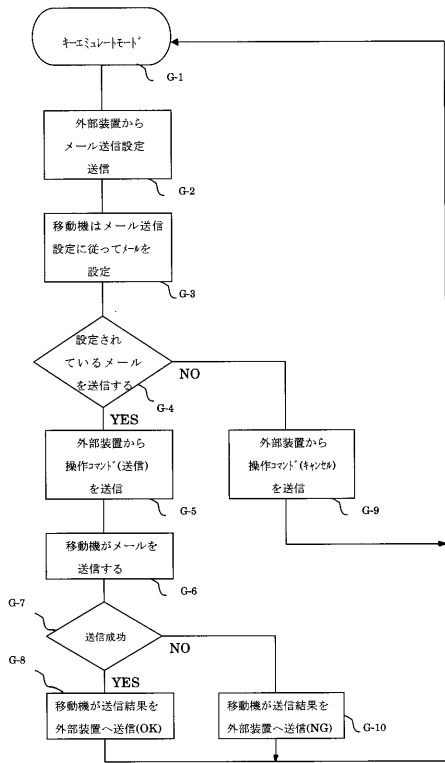 キーエミュレートモード
G-1
外部装置から
メール送信設定
送信
G-2
移動機はメール送信
設定に従ってメールを
設定
G-3
設定され
ているメール
を送信する
G-4
NO
YES
外部装置から
操作コマンド(送信)
を送信
G-5
外部装置から
操作コマンド(キャンセル)
を送信
G-9
移動機がメールを
送信する
G-6
G-7
送信成功
NO
YES
G-8
移動機が送信結果を
外部装置へ送信(OK)
移動機が送信結果を
外部装置へ送信(NG)
G-10